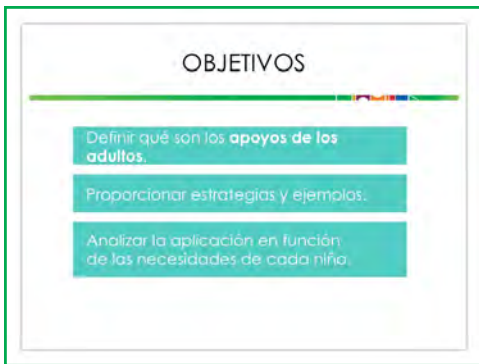 OBJETIVOS
Definir qué son los apoyos de los
adultos.
Proporcionar estrategias y ejemplos.
Analizar la aplicación en función
de las necesidades de cada niño.